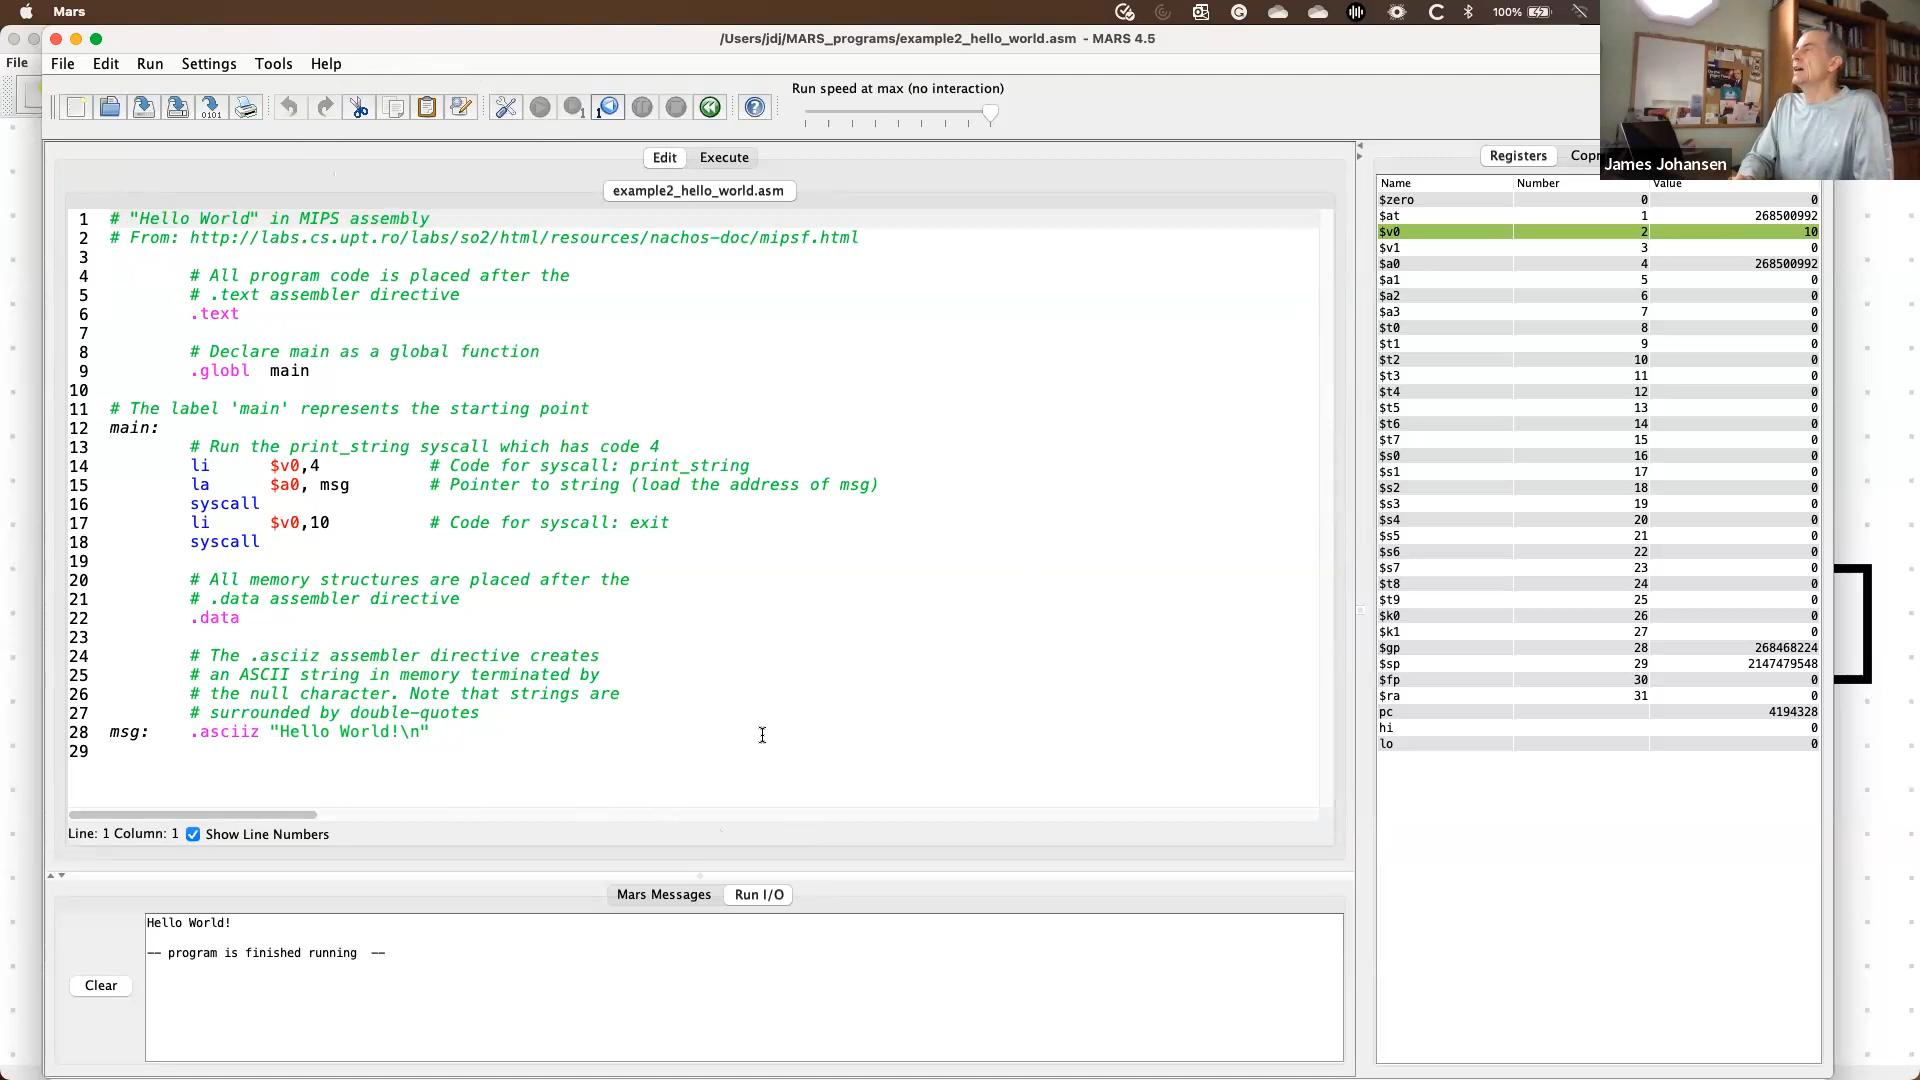 Mars
100%
File
/Users/jdj/MARS_programs/example2_hello_world.asm - MARS 4.5
File Edit Run Settings Tools Help
Run speed at max (no interaction)
Edit Execute
example2_hello_world.asm
1 # "Hello World" in MIPS assembly
2 # From: http://labs.cs.upt.ro/labs/so2/html/resources/nachos-doc/mipsf.html
3
4 # All program code is placed after the
5 # .text assembler directive
6 .text
7
8 # Declare main as a global function
9 .globl main
10
11 # The label 'main' represents the starting point
12 main:
13 # Run the print_string syscall which has code 4
14 li $v0,4 # Code for syscall: print_string
15 la $a0, msg # Pointer to string (load the address of msg)
16 syscall
17 li $v0,10 # Code for syscall: exit
18 syscall
19
20 # All memory structures are placed after the
21 # .data assembler directive
22 .data
23
24 # The .asciiz assembler directive creates
25 # an ASCII string in memory terminated by
26 # the null character. Note that strings are
27 # surrounded by double-quotes
28 msg: .asciiz "Hello World!\n"
29
Line: 1 Column: 1 Show Line Numbers
Mars Messages Run I/O
Hello World!
-- program is finished running --
Clear
James Johansen
Registers Copr
Name Number Value
$zero 0 0
$at 1 268500992
$v0 2 10
$v1 3 0
$a0 4 268500992
$a1 5 0
$a2 6 0
$a3 7 0
$t0 8 0
$t1 9 0
$t2 10 0
$t3 11 0
$t4 12 0
$t5 13 0
$t6 14 0
$t7 15 0
$s0 16 0
$s1 17 0
$s2 18 0
$s3 19 0
$s4 20 0
$s5 21 0
$s6 22 0
$s7 23 0
$t8 24 0
$t9 25 0
$k0 26 0
$k1 27 0
$gp 28 268468224
$sp 29 2147479548
$fp 30 0
$ra 31 0
pc 4194328
hi 0
lo 0